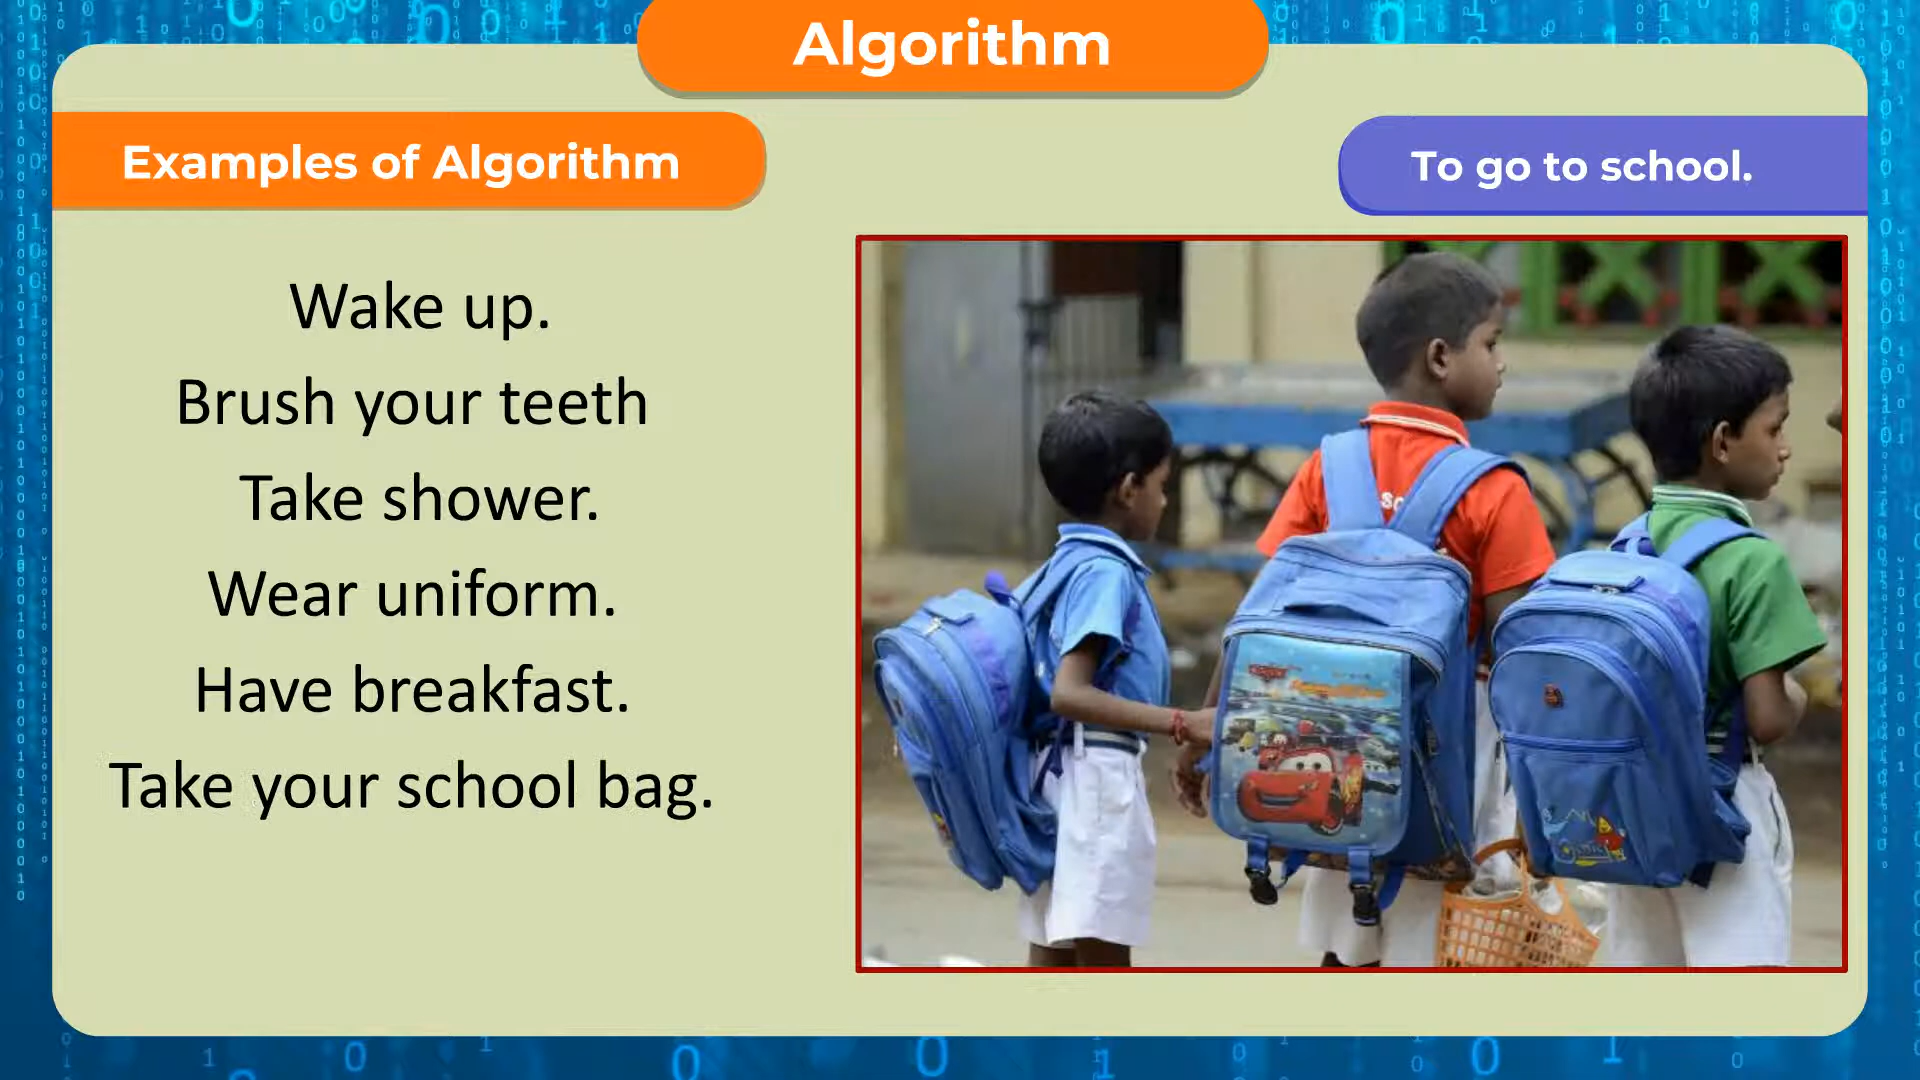 Algorithm
Examples of Algorithm
To go to school.
Wake up.
Brush your teeth
Take shower.
Wear uniform.
Have breakfast.
Take your school bag.